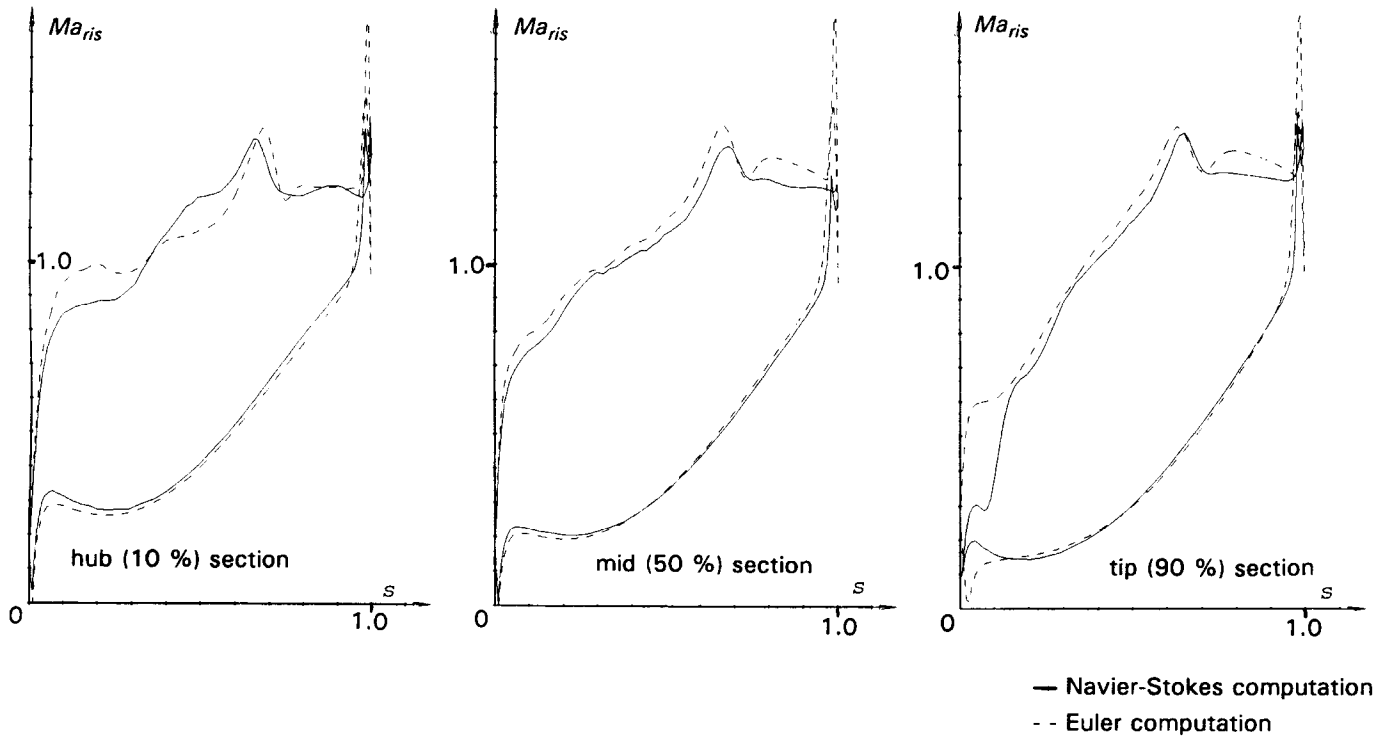 Ma_ris
1.0
hub (10 %) section
s
0
1.0
Ma_ris
1.0
mid (50 %) section
s
0
1.0
Ma_ris
1.0
tip (90 %) section
s
0
1.0
Navier-Stokes computation
Euler computation